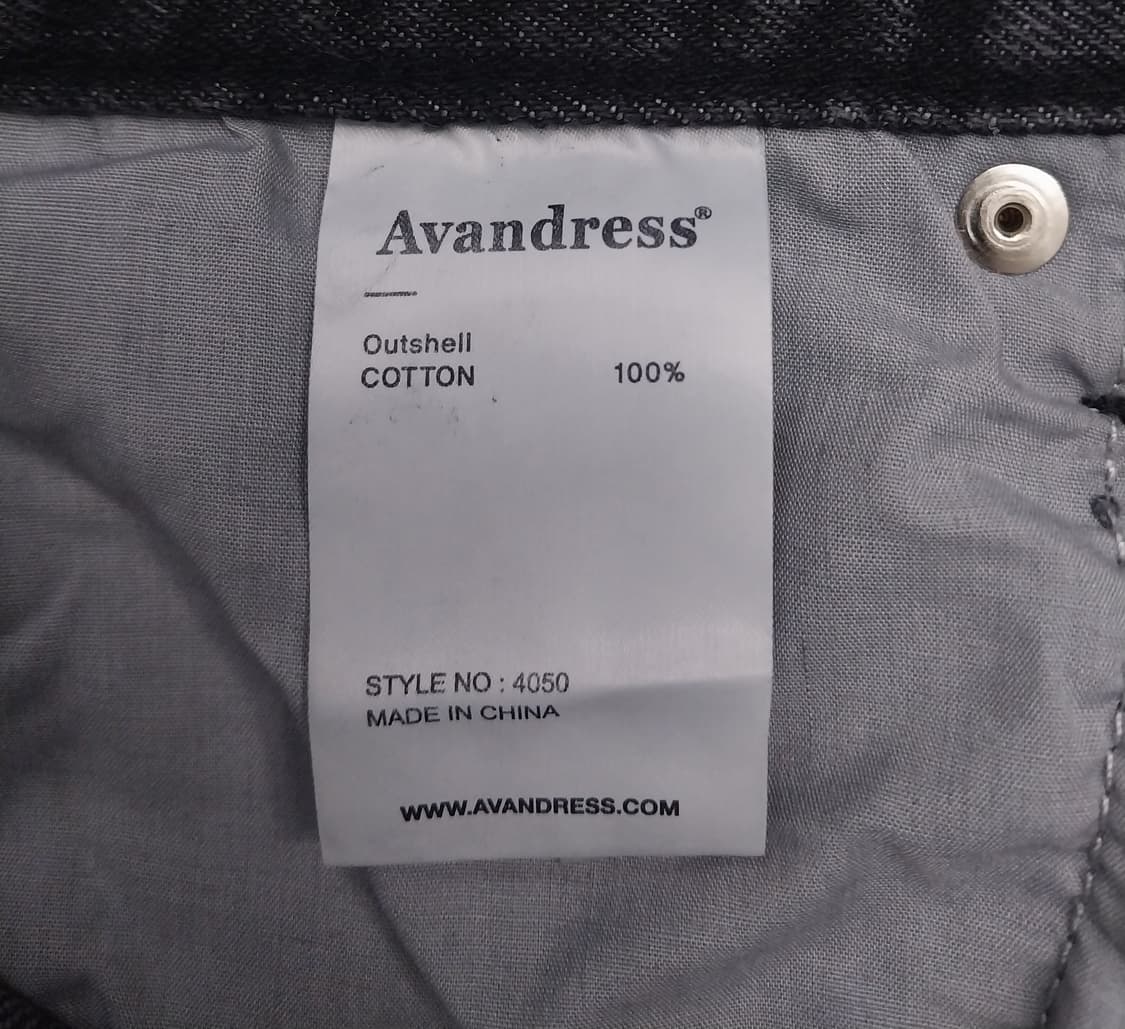 Avandress®
Outshell
COTTON 100%
STYLE NO : 4050
MADE IN CHINA
WWW.AVANDRESS.COM